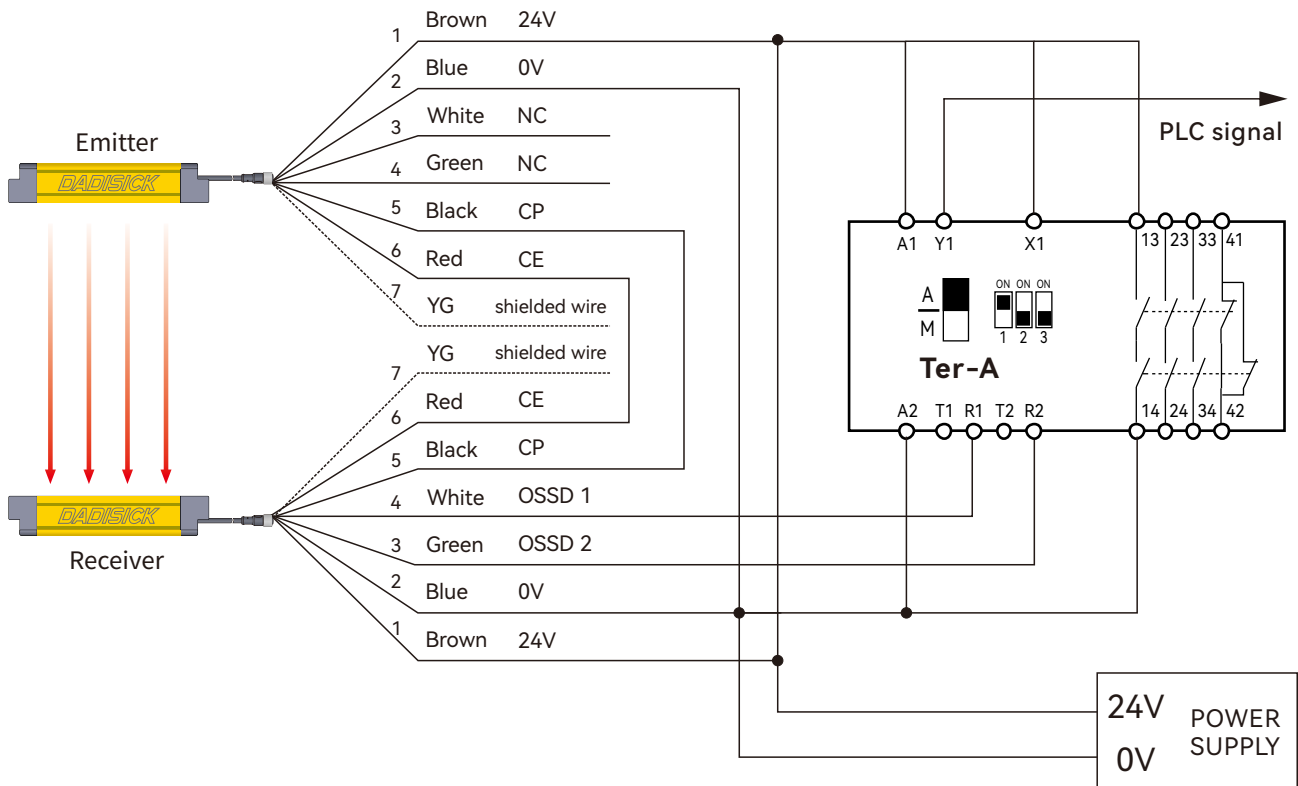 Emitter
DADISICK
DADISICK
Receiver
1 Brown 24V
2 Blue 0V
3 White NC
4 Green NC
5 Black CP
6 Red CE
7 YG shielded wire
7 YG shielded wire
6 Red CE
5 Black CP
4 White OSSD 1
3 Green OSSD 2
2 Blue 0V
1 Brown 24V
PLC signal
A1 Y1 X1 13 23 33 41
ON ON ON
A
M
1 2 3
Ter-A
A2 T1 R1 T2 R2 14 24 34 42
24V
0V
POWER
SUPPLY